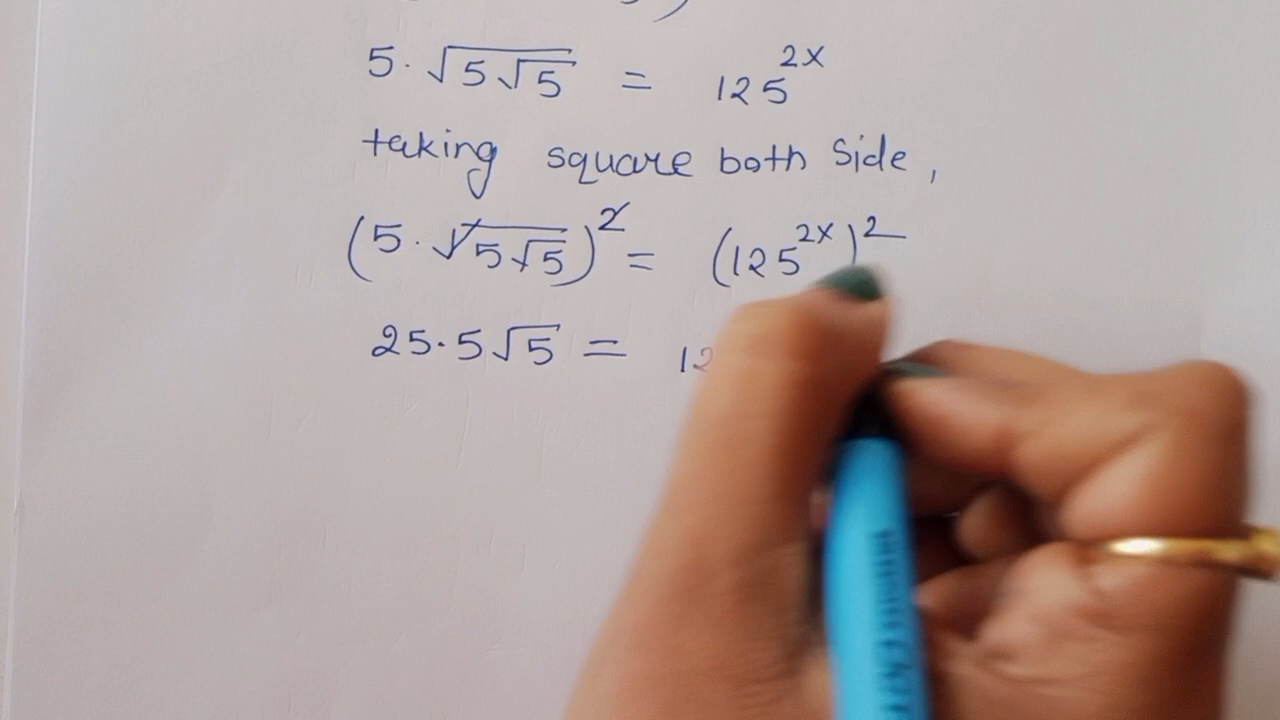 5·√(5√5) = 125^2x
taking square both side,
(5·√(5√5))^2 = (125^2x)^2
25·5√5 = 12